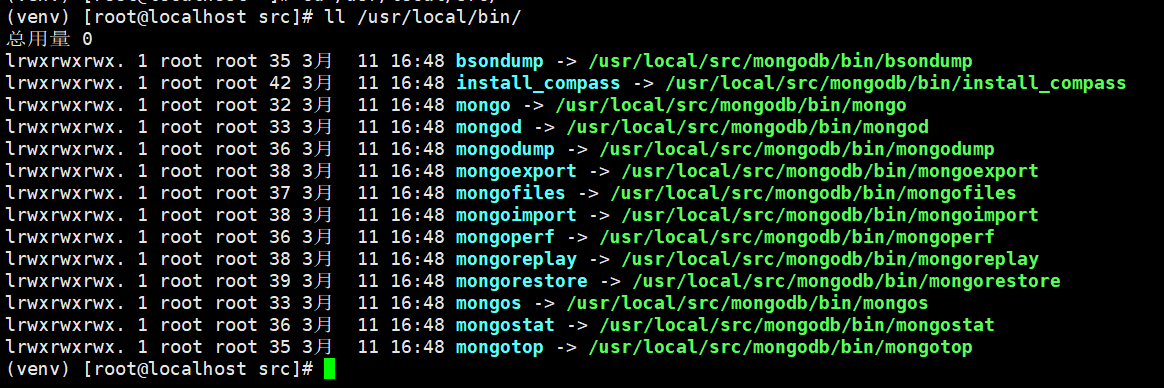 (venv) [root@localhost src]# ll /usr/local/bin/
总用量 0
lrwxrwxrwx. 1 root root 35 3月  11 16:48 bsondump -> /usr/local/src/mongodb/bin/bsondump
lrwxrwxrwx. 1 root root 42 3月  11 16:48 install_compass -> /usr/local/src/mongodb/bin/install_compass
lrwxrwxrwx. 1 root root 32 3月  11 16:48 mongo -> /usr/local/src/mongodb/bin/mongo
lrwxrwxrwx. 1 root root 33 3月  11 16:48 mongod -> /usr/local/src/mongodb/bin/mongod
lrwxrwxrwx. 1 root root 36 3月  11 16:48 mongodump -> /usr/local/src/mongodb/bin/mongodump
lrwxrwxrwx. 1 root root 38 3月  11 16:48 mongoexport -> /usr/local/src/mongodb/bin/mongoexport
lrwxrwxrwx. 1 root root 37 3月  11 16:48 mongofiles -> /usr/local/src/mongodb/bin/mongofiles
lrwxrwxrwx. 1 root root 38 3月  11 16:48 mongoimport -> /usr/local/src/mongodb/bin/mongoimport
lrwxrwxrwx. 1 root root 36 3月  11 16:48 mongoperf -> /usr/local/src/mongodb/bin/mongoperf
lrwxrwxrwx. 1 root root 38 3月  11 16:48 mongoreplay -> /usr/local/src/mongodb/bin/mongoreplay
lrwxrwxrwx. 1 root root 39 3月  11 16:48 mongorestore -> /usr/local/src/mongodb/bin/mongorestore
lrwxrwxrwx. 1 root root 33 3月  11 16:48 mongos -> /usr/local/src/mongodb/bin/mongos
lrwxrwxrwx. 1 root root 36 3月  11 16:48 mongostat -> /usr/local/src/mongodb/bin/mongostat
lrwxrwxrwx. 1 root root 35 3月  11 16:48 mongotop -> /usr/local/src/mongodb/bin/mongotop
(venv) [root@localhost src]#